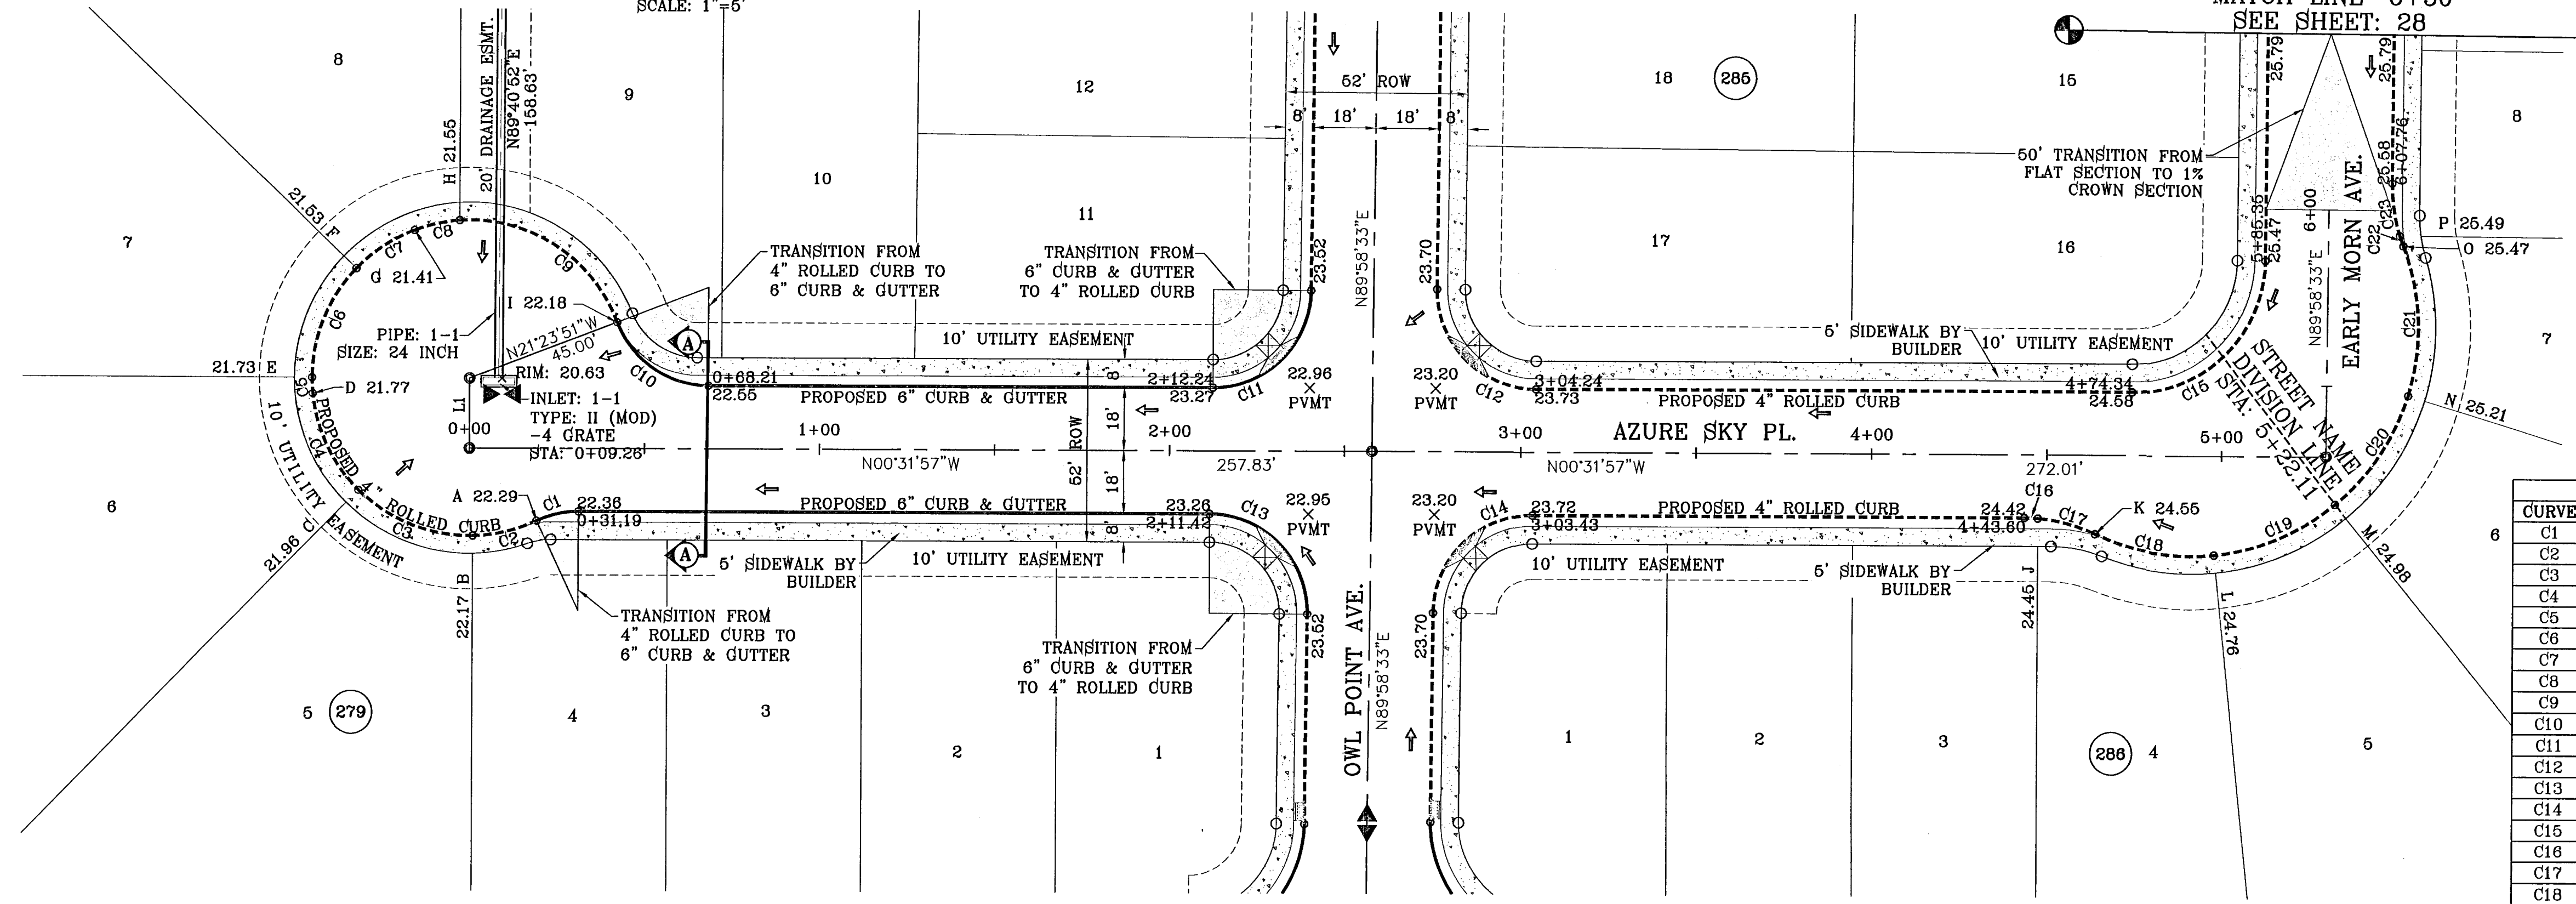 SCALE: 1"=5'
MATCH LINE 6+50
SEE SHEET: 28
8
9
10
11
12
18
285
15
8
7
6
20' DRAINAGE ESMT.
N89°40'52"E
158.63'
H 21.55
52' ROW
8'
18'
18'
8'
17
16
50' TRANSITION FROM
FLAT SECTION TO 1%
CROWN SECTION
25.79
25.79
25.58
6+07.76
5+85.35
25.47
6+00
N89°58'33"E
EARLY MORN AVE.
C23
C22
P 25.49
O 25.47
C21
7
N 25.21
C20
21.53 F
C7
C8
C9
C6
G 21.41
I 22.18
PIPE: 1-1
SIZE: 24 INCH
N21°23'51"W
45.00'
21.73 E
C5
D 21.77
L1
0+00
RIM: 20.63
INLET: 1-1
TYPE: II (MOD)
-4 GRATE
STA: 0+09.26
C10
A
TRANSITION FROM
4" ROLLED CURB TO
6" CURB & GUTTER
TRANSITION FROM
6" CURB & GUTTER
TO 4" ROLLED CURB
10' UTILITY EASEMENT
0+68.21
22.55
PROPOSED 6" CURB & GUTTER
2+12.24
23.27
C11
8'
18'
18'
8'
52' ROW
23.52
23.70
N89°58'33"E
22.96
PVMT
23.20
PVMT
C12
3+04.24
23.73
PROPOSED 4" ROLLED CURB
5' SIDEWALK BY
BUILDER
10' UTILITY EASEMENT
4+74.34
24.58
C15
STREET NAME
DIVISION LINE
STA: 5+22.11
1+00
2+00
3+00
AZURE SKY PL.
4+00
5+00
N00°31'57"W
257.83'
N00°31'57"W
272.01'
C4
PROPOSED 4" ROLLED CURB
10' UTILITY EASEMENT
C3
C2
21.96 C
22.17 B
A 22.29
C1
22.36
0+31.19
PROPOSED 6" CURB & GUTTER
23.26
2+11.42
C13
22.95
PVMT
23.20
PVMT
C14
23.72
3+03.43
PROPOSED 4" ROLLED CURB
24.42
4+43.60
C16
C17
K 24.55
C18
C19
M 24.98
L 24.76
24.45 J
A
5' SIDEWALK BY
BUILDER
10' UTILITY EASEMENT
10' UTILITY EASEMENT
5' SIDEWALK BY
BUILDER
TRANSITION FROM
4" ROLLED CURB TO
6" CURB & GUTTER
TRANSITION FROM
6" CURB & GUTTER
TO 4" ROLLED CURB
23.52
23.70
OWL POINT AVE.
N89°58'33"E
5
279
4
3
2
1
1
2
3
286
4
5
6
CURVE
C1
C2
C3
C4
C5
C6
C7
C8
C9
C10
C11
C12
C13
C14
C15
C16
C17
C18